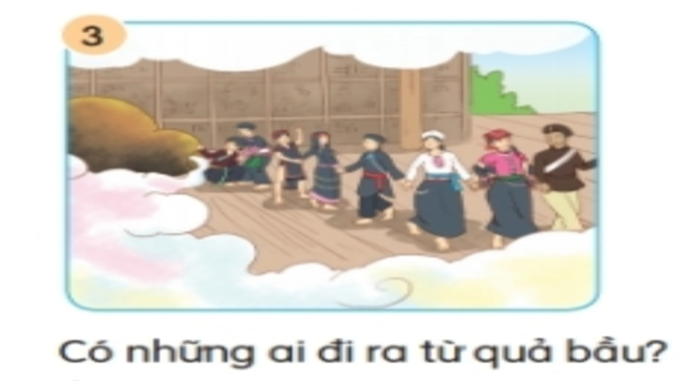 3
Có những ai đi ra từ quả bầu?